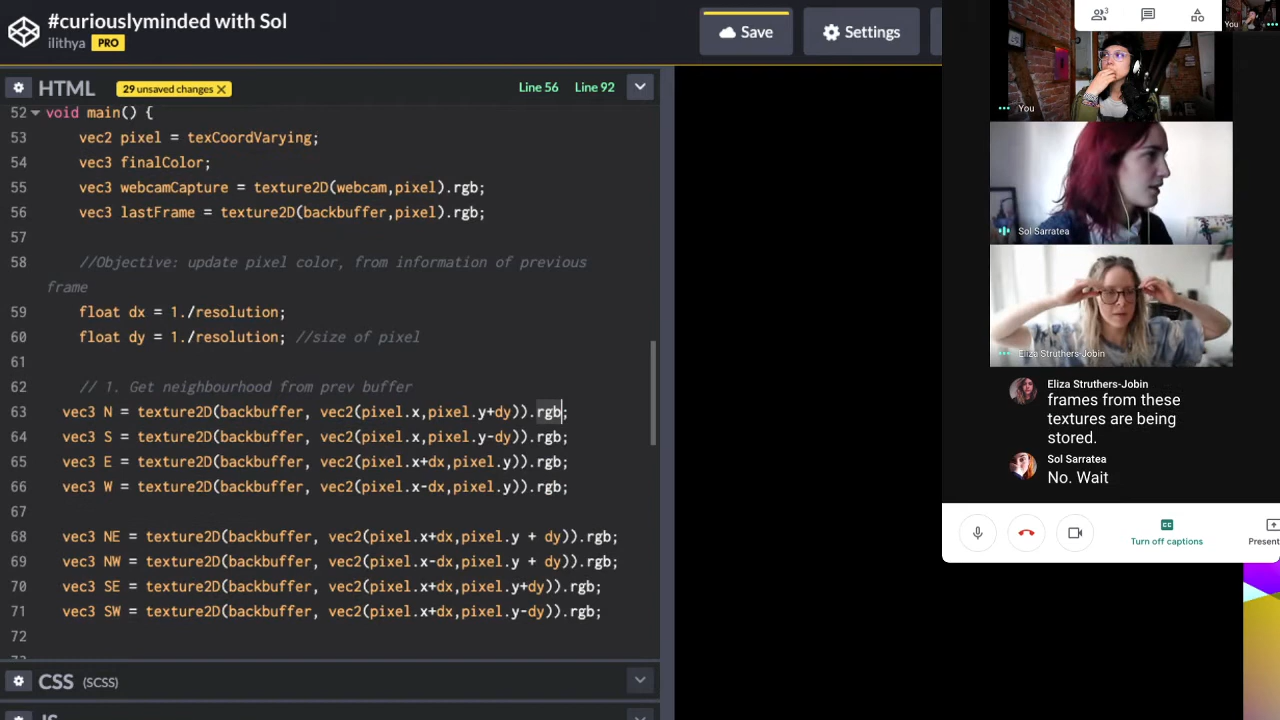 #curiouslyminded with Sol
ilithya PRO
Save
Settings
HTML
29 unsaved changes X
Line 56
Line 92
52 void main() {
53 vec2 pixel = texCoordVarying;
54 vec3 finalColor;
55 vec3 webcamCapture = texture2D(webcam,pixel).rgb;
56 vec3 lastFrame = texture2D(backbuffer,pixel).rgb;
57
58 //Objective: update pixel color, from information of previous
frame
59 float dx = 1./resolution;
60 float dy = 1./resolution; //size of pixel
61
62 // 1. Get neighbourhood from prev buffer
63 vec3 N = texture2D(backbuffer, vec2(pixel.x,pixel.y+dy)).rgb;
64 vec3 S = texture2D(backbuffer, vec2(pixel.x,pixel.y-dy)).rgb;
65 vec3 E = texture2D(backbuffer, vec2(pixel.x+dx,pixel.y)).rgb;
66 vec3 W = texture2D(backbuffer, vec2(pixel.x-dx,pixel.y)).rgb;
67
68 vec3 NE = texture2D(backbuffer, vec2(pixel.x+dx,pixel.y + dy)).rgb;
69 vec3 NW = texture2D(backbuffer, vec2(pixel.x-dx,pixel.y + dy)).rgb;
70 vec3 SE = texture2D(backbuffer, vec2(pixel.x+dx,pixel.y+dy)).rgb;
71 vec3 SW = texture2D(backbuffer, vec2(pixel.x+dx,pixel.y-dy)).rgb;
72
CSS (SCSS)
3
You
You
Sol Sarratea
Eliza Struthers-Jobin
Eliza Struthers-Jobin
frames from these
textures are being
stored.
Sol Sarratea
No. Wait
Turn off captions
Present